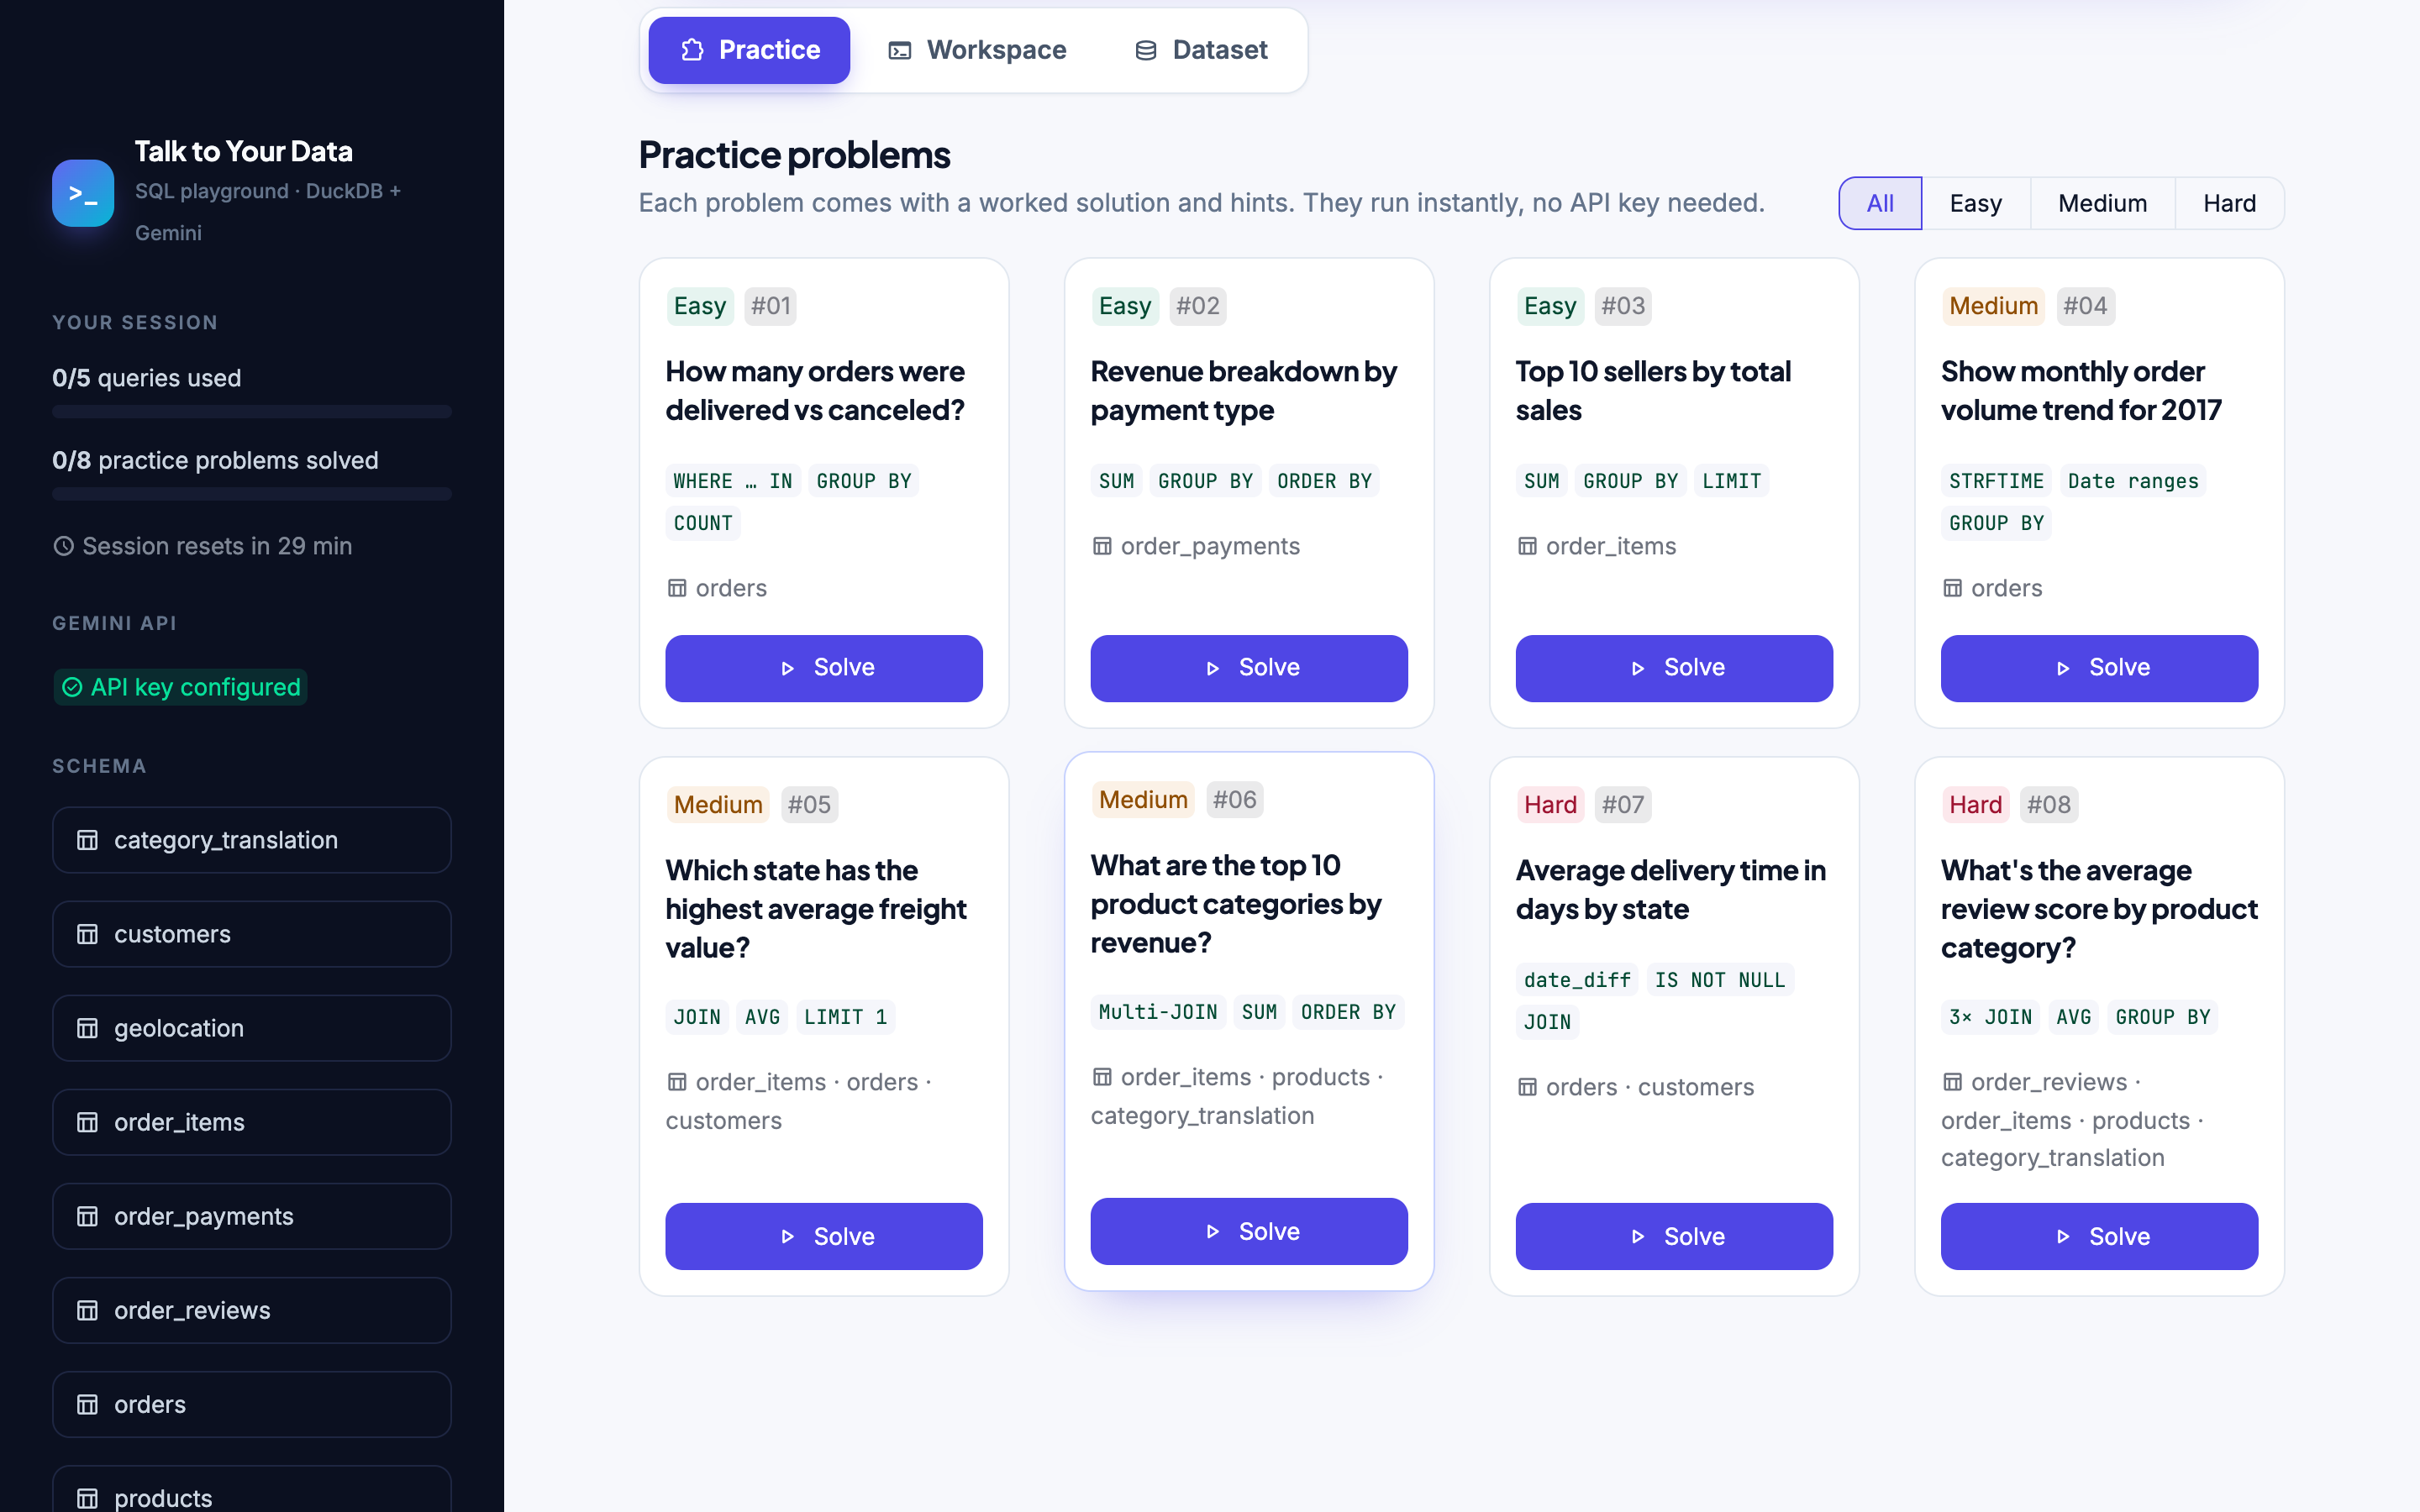 >_
Talk to Your Data
SQL playground · DuckDB +
Gemini
YOUR SESSION
0/5 queries used
0/8 practice problems solved
Session resets in 29 min
GEMINI API
API key configured
SCHEMA
category_translation
customers
geolocation
order_items
order_payments
order_reviews
orders
products
Practice
Workspace
Dataset
Practice problems
Each problem comes with a worked solution and hints. They run instantly, no API key needed.
All
Easy
Medium
Hard
Easy #01
How many orders were
delivered vs canceled?
WHERE … IN GROUP BY
COUNT
orders
Solve
Easy #02
Revenue breakdown by
payment type
SUM GROUP BY ORDER BY
order_payments
Solve
Easy #03
Top 10 sellers by total
sales
SUM GROUP BY LIMIT
order_items
Solve
Medium #04
Show monthly order
volume trend for 2017
STRFTIME Date ranges
GROUP BY
orders
Solve
Medium #05
Which state has the
highest average freight
value?
JOIN AVG LIMIT 1
order_items · orders ·
customers
Solve
Medium #06
What are the top 10
product categories by
revenue?
Multi-JOIN SUM ORDER BY
order_items · products ·
category_translation
Solve
Hard #07
Average delivery time in
days by state
date_diff IS NOT NULL
JOIN
orders · customers
Solve
Hard #08
What's the average
review score by product
category?
3× JOIN AVG GROUP BY
order_reviews ·
order_items · products ·
category_translation
Solve